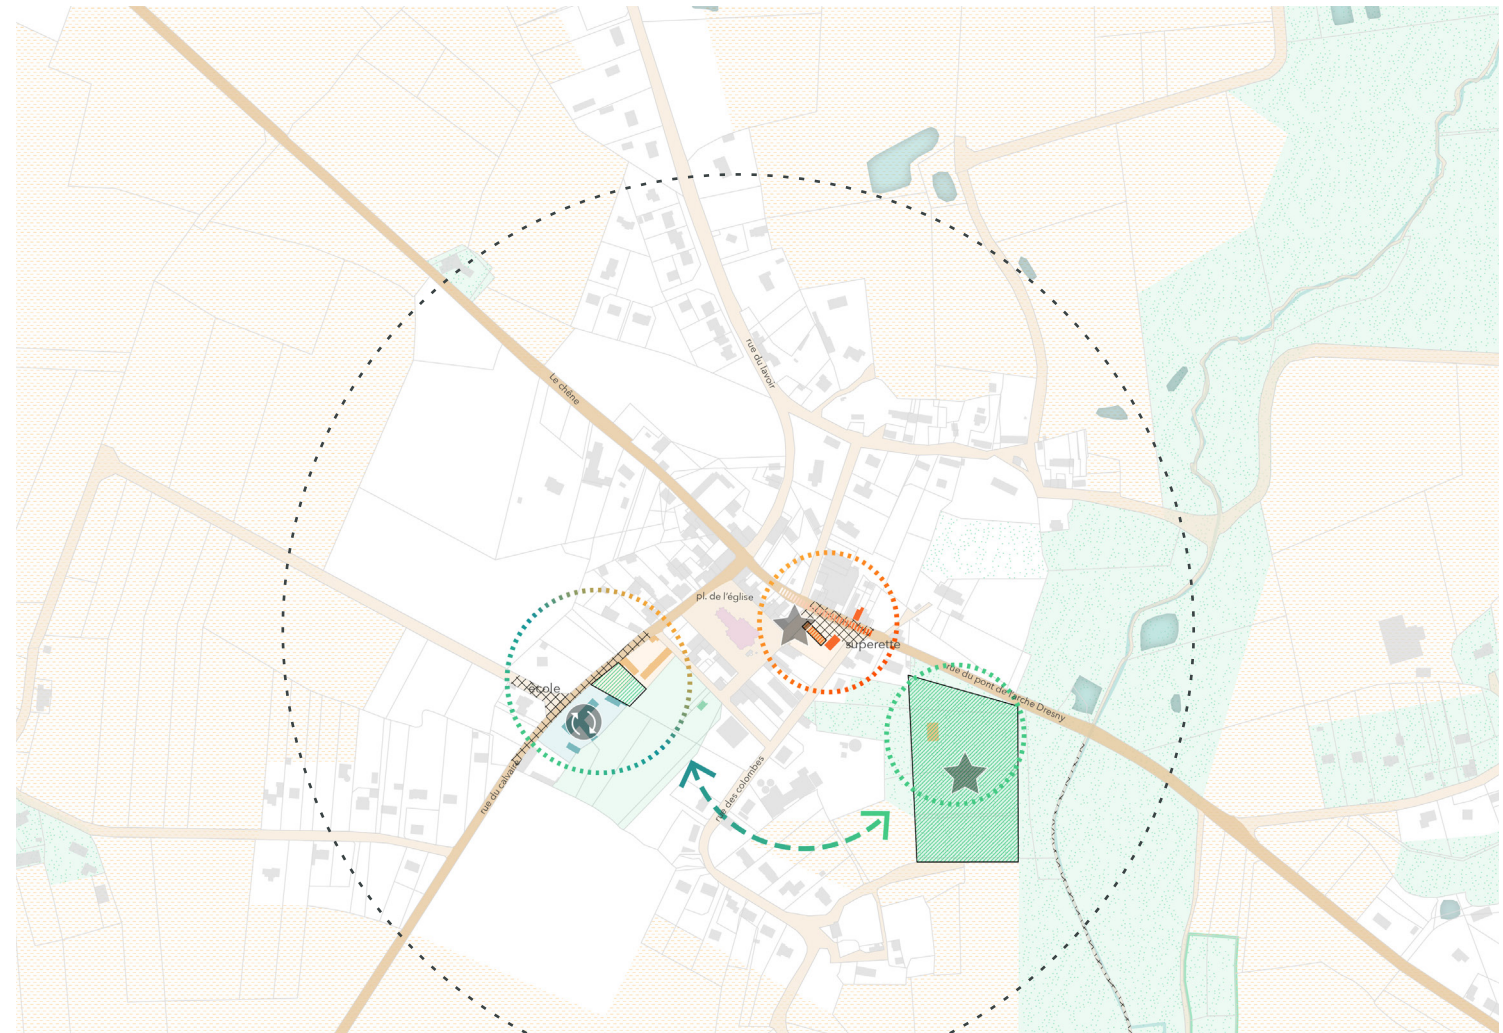 rue du lavoir
Le chêne
pl. de l'église
superette
école
rue du pont de l'arche Dresny
rue du calvaire
rue des colombes